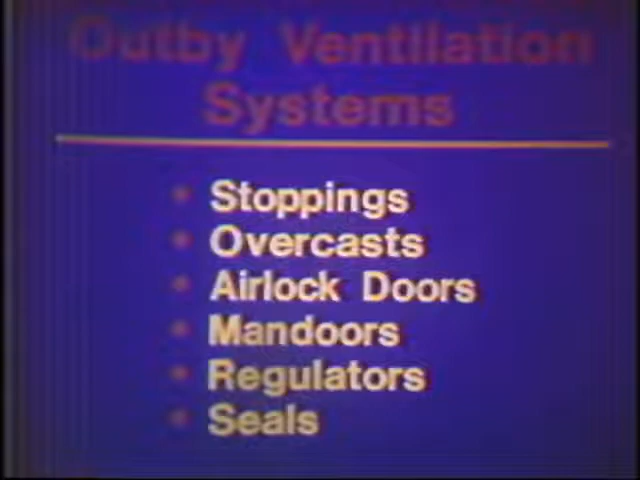 Outby Ventilation
Systems
• Stoppings
• Overcasts
• Airlock Doors
• Mandoors
• Regulators
• Seals